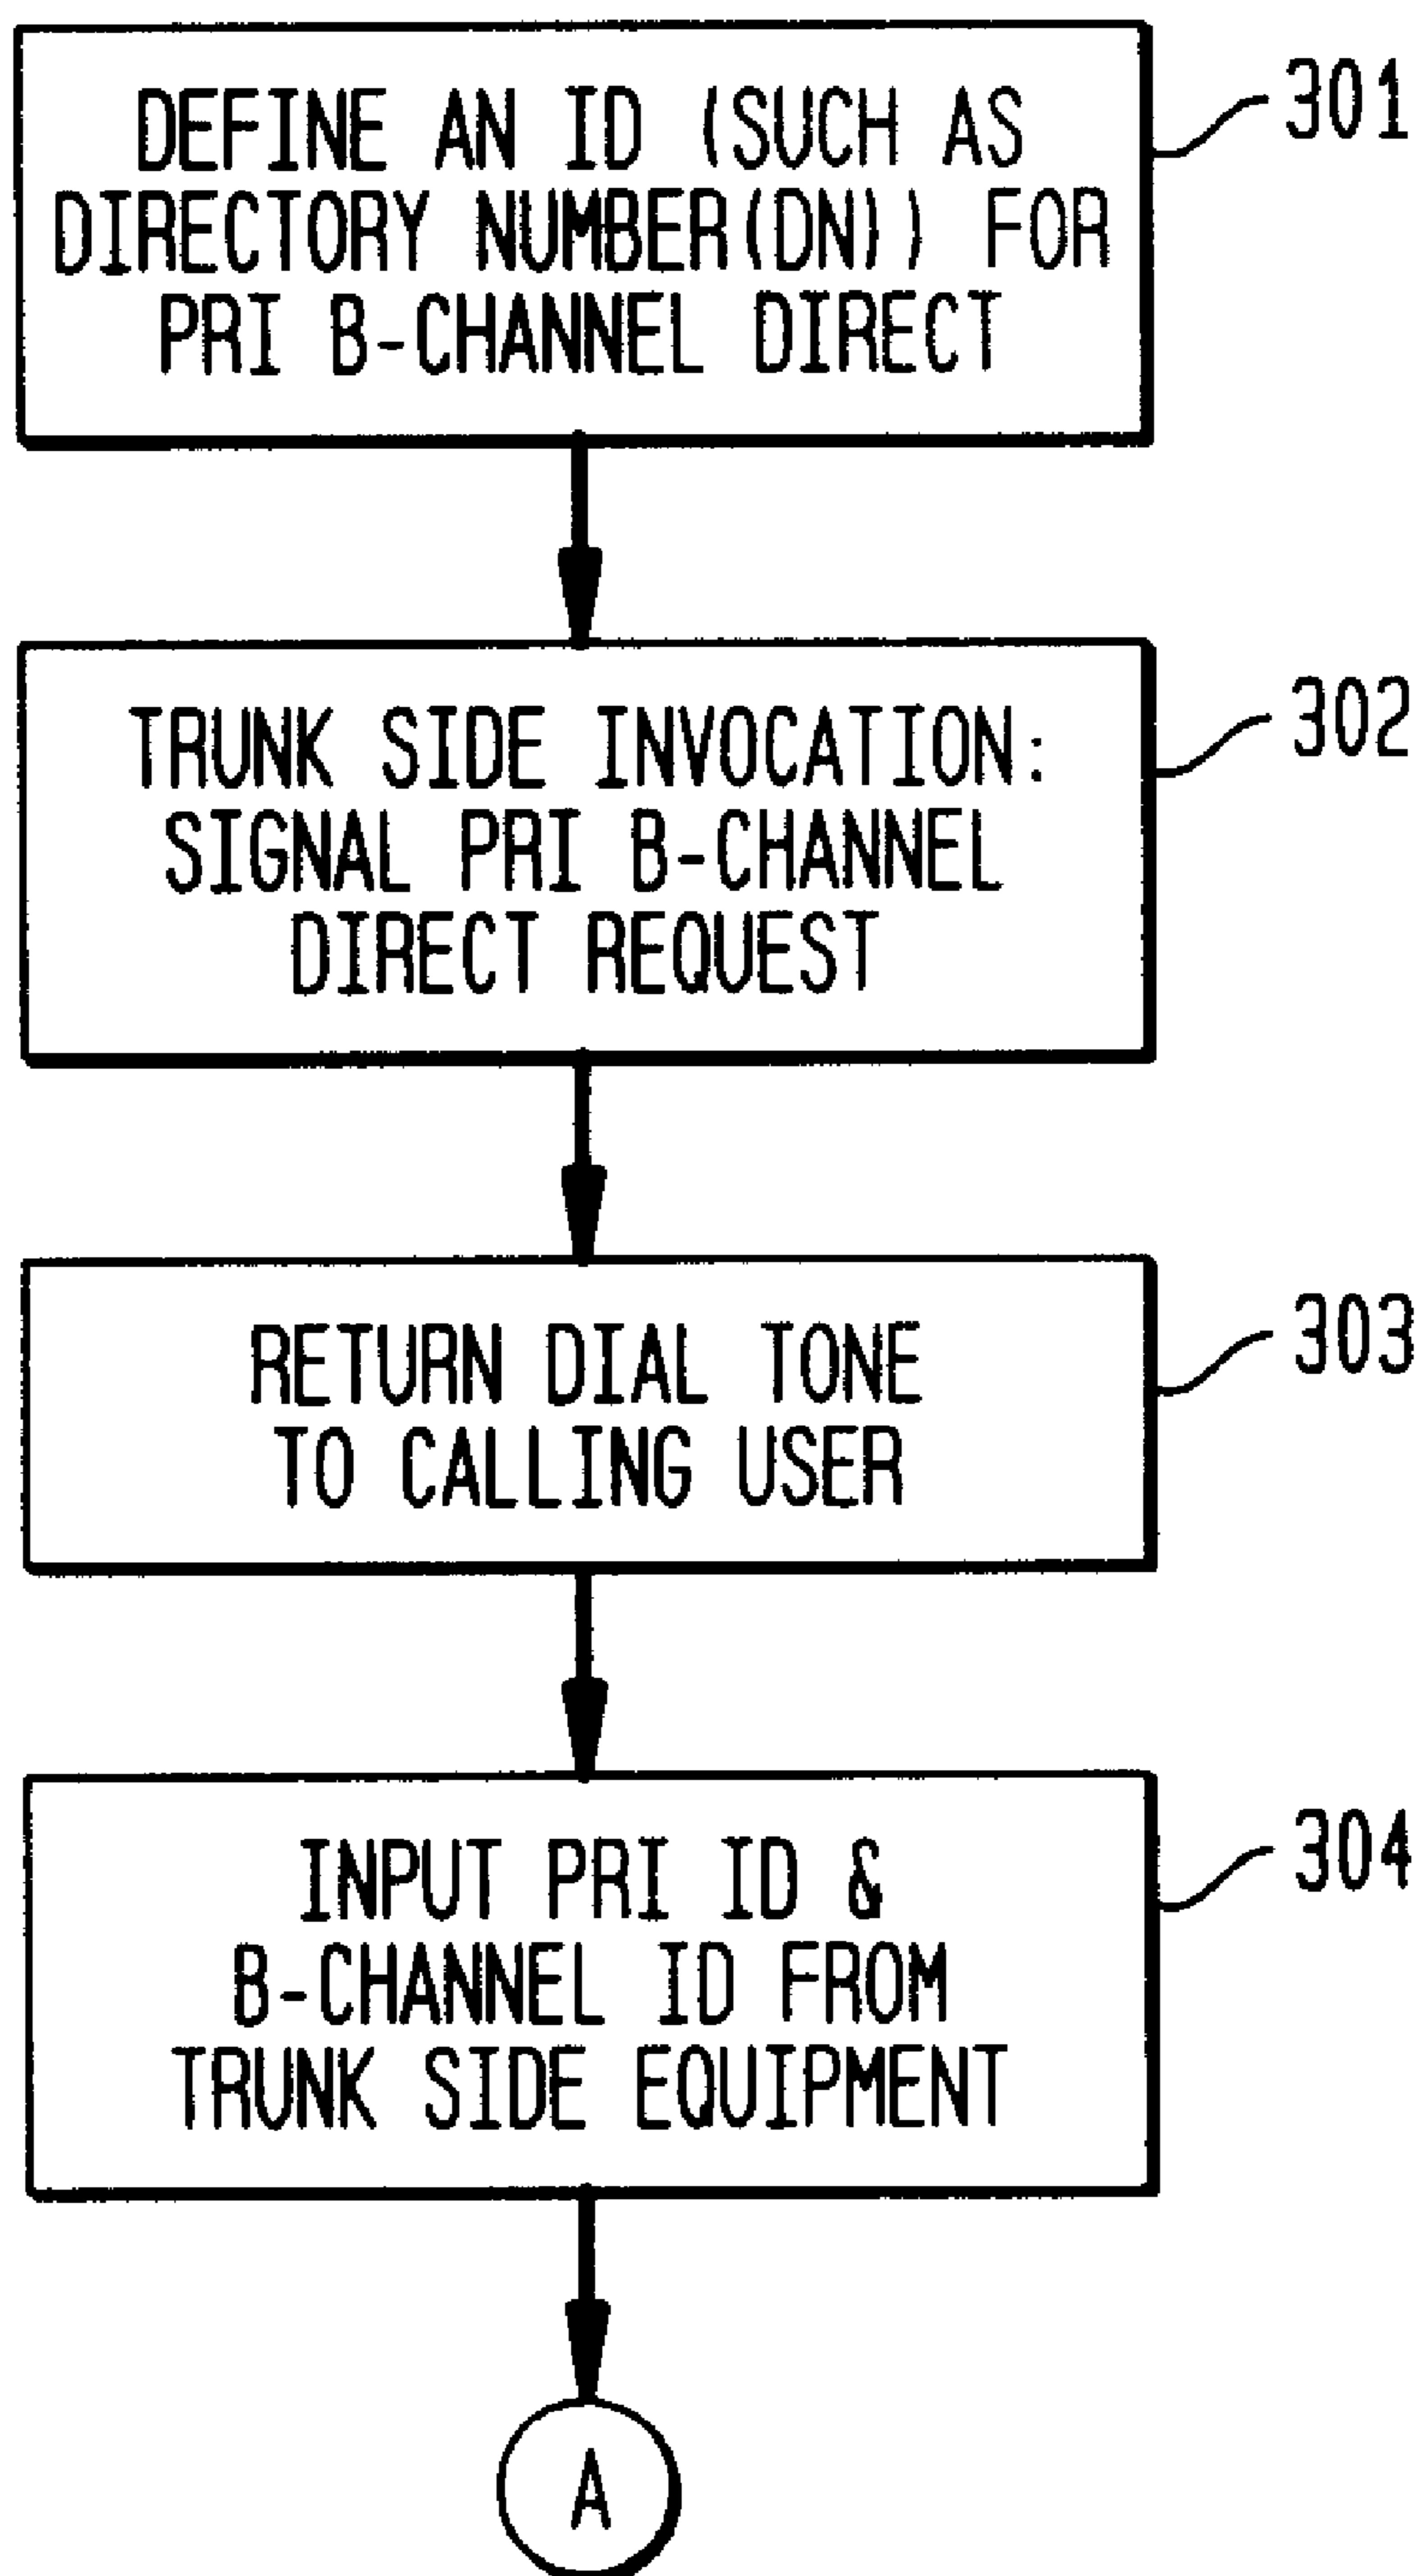 DEFINE AN ID (SUCH AS
DIRECTORY NUMBER(DN)) FOR
PRI B-CHANNEL DIRECT
301
TRUNK SIDE INVOCATION:
SIGNAL PRI B-CHANNEL
DIRECT REQUEST
302
RETURN DIAL TONE
TO CALLING USER
303
INPUT PRI ID &
B-CHANNEL ID FROM
TRUNK SIDE EQUIPMENT
304
A